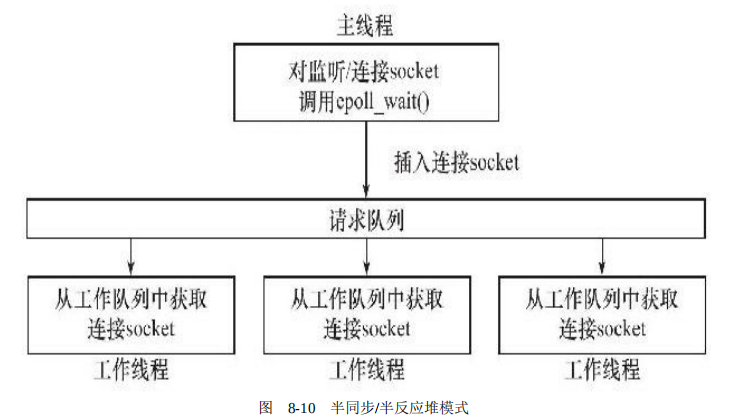 主线程
对监听/连接socket
调用epoll_wait()
插入连接socket
请求队列
从工作队列中获取
连接socket
从工作队列中获取
连接socket
从工作队列中获取
连接socket
工作线程
工作线程
工作线程
图 8-10 半同步/半反应堆模式